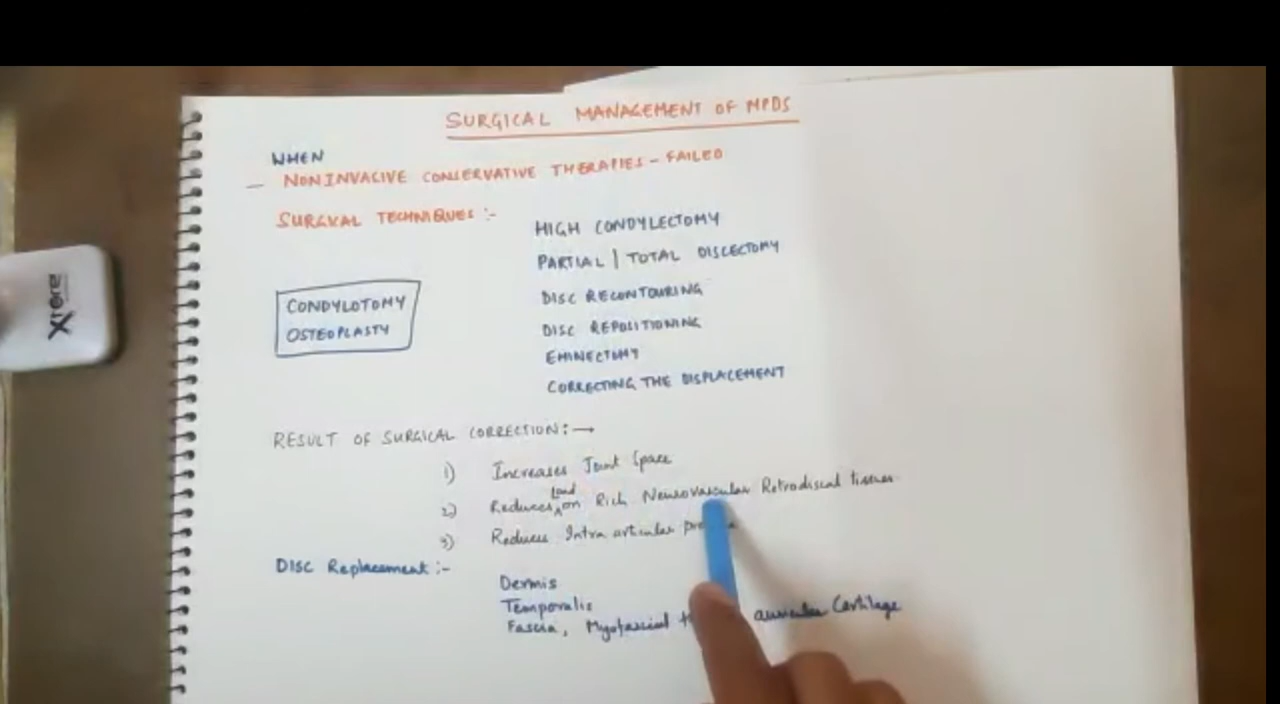 SURGICAL MANAGEMENT OF MPDS
WHEN
— NONINVACIVE CONSERVATIVE THERAPIES - FAILED
SURGICAL TECHNIQUES :-
HIGH CONDYLECTOMY
PARTIAL | TOTAL DISCECTOMY
DISC RECONTOURING
DISC REPOSITIONING
EMINECTOMY
CORRECTING THE DISPLACEMENT
CONDYLOTOMY
OSTEOPLASTY
Xtore
RESULT OF SURGICAL CORRECTION: →
1) Increases Joint Space
2) Reduces load on Rich Neurovascular Retrodiscal tissues
3) Reduces Intra articular
DISC Replacement :-
Dermis
Temporalis
Fascia, Myofascial auricular Cartilage